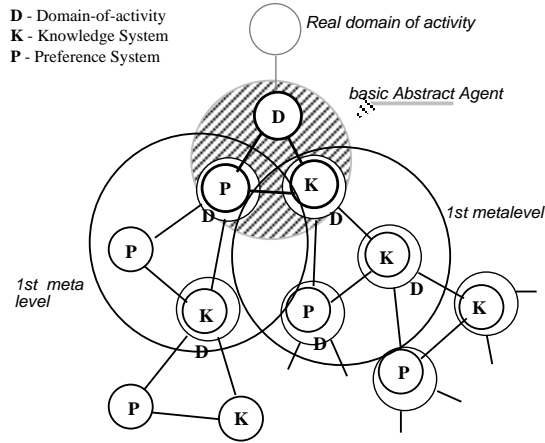 D - Domain-of-activity
K - Knowledge System
P - Preference System
Real domain of activity
basic Abstract Agent
D
P
K
D
D
1st metalevel
P
K
D
1st meta
level
K
P
K
D
D
P
P
K